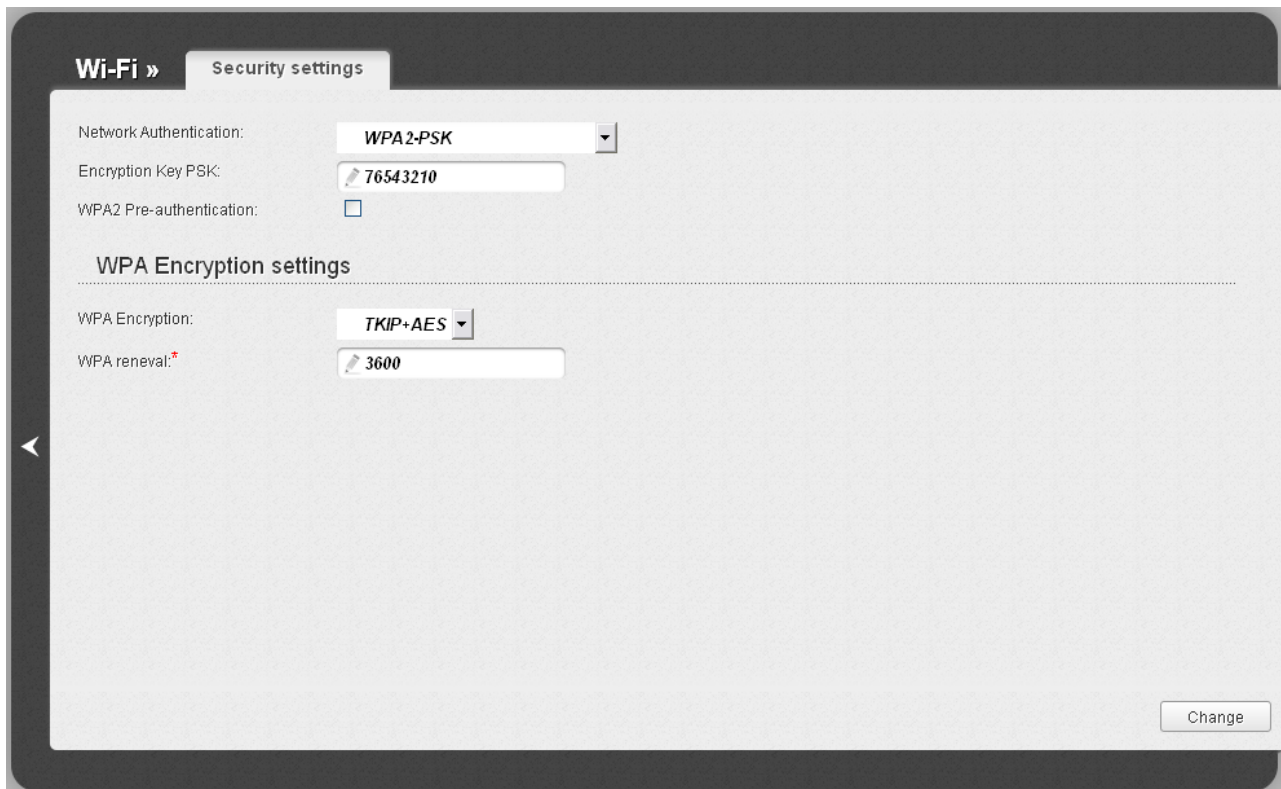 Wi-Fi » Security settings
Network Authentication: WPA2-PSK
Encryption Key PSK: 76543210
WPA2 Pre-authentication:
WPA Encryption settings
WPA Encryption: TKIP+AES
WPA reneval:* 3600
Change